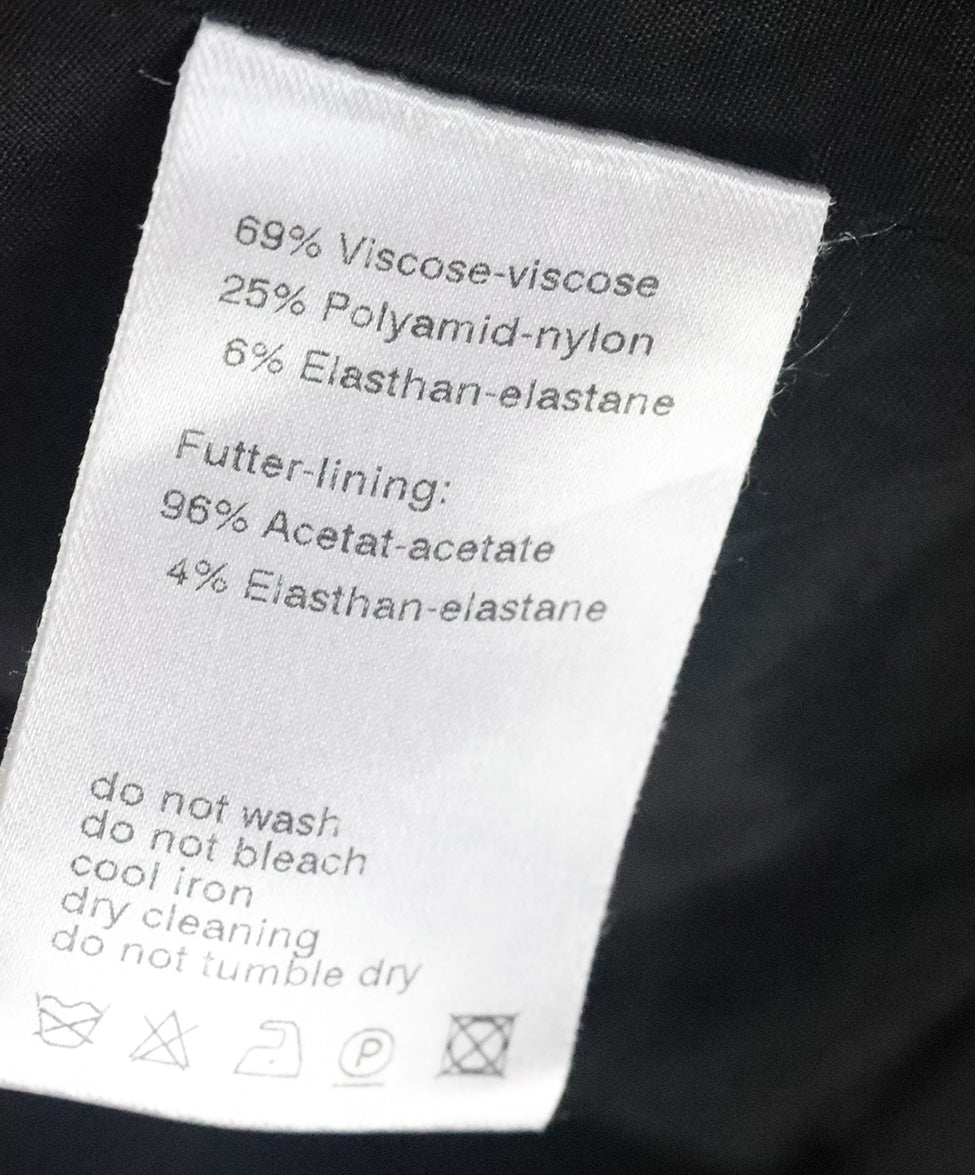 69% Viscose-viscose
25% Polyamid-nylon
6% Elasthan-elastane
Futter-lining:
96% Acetat-acetate
4% Elasthan-elastane
do not wash
do not bleach
cool iron
dry cleaning
do not tumble dry
P